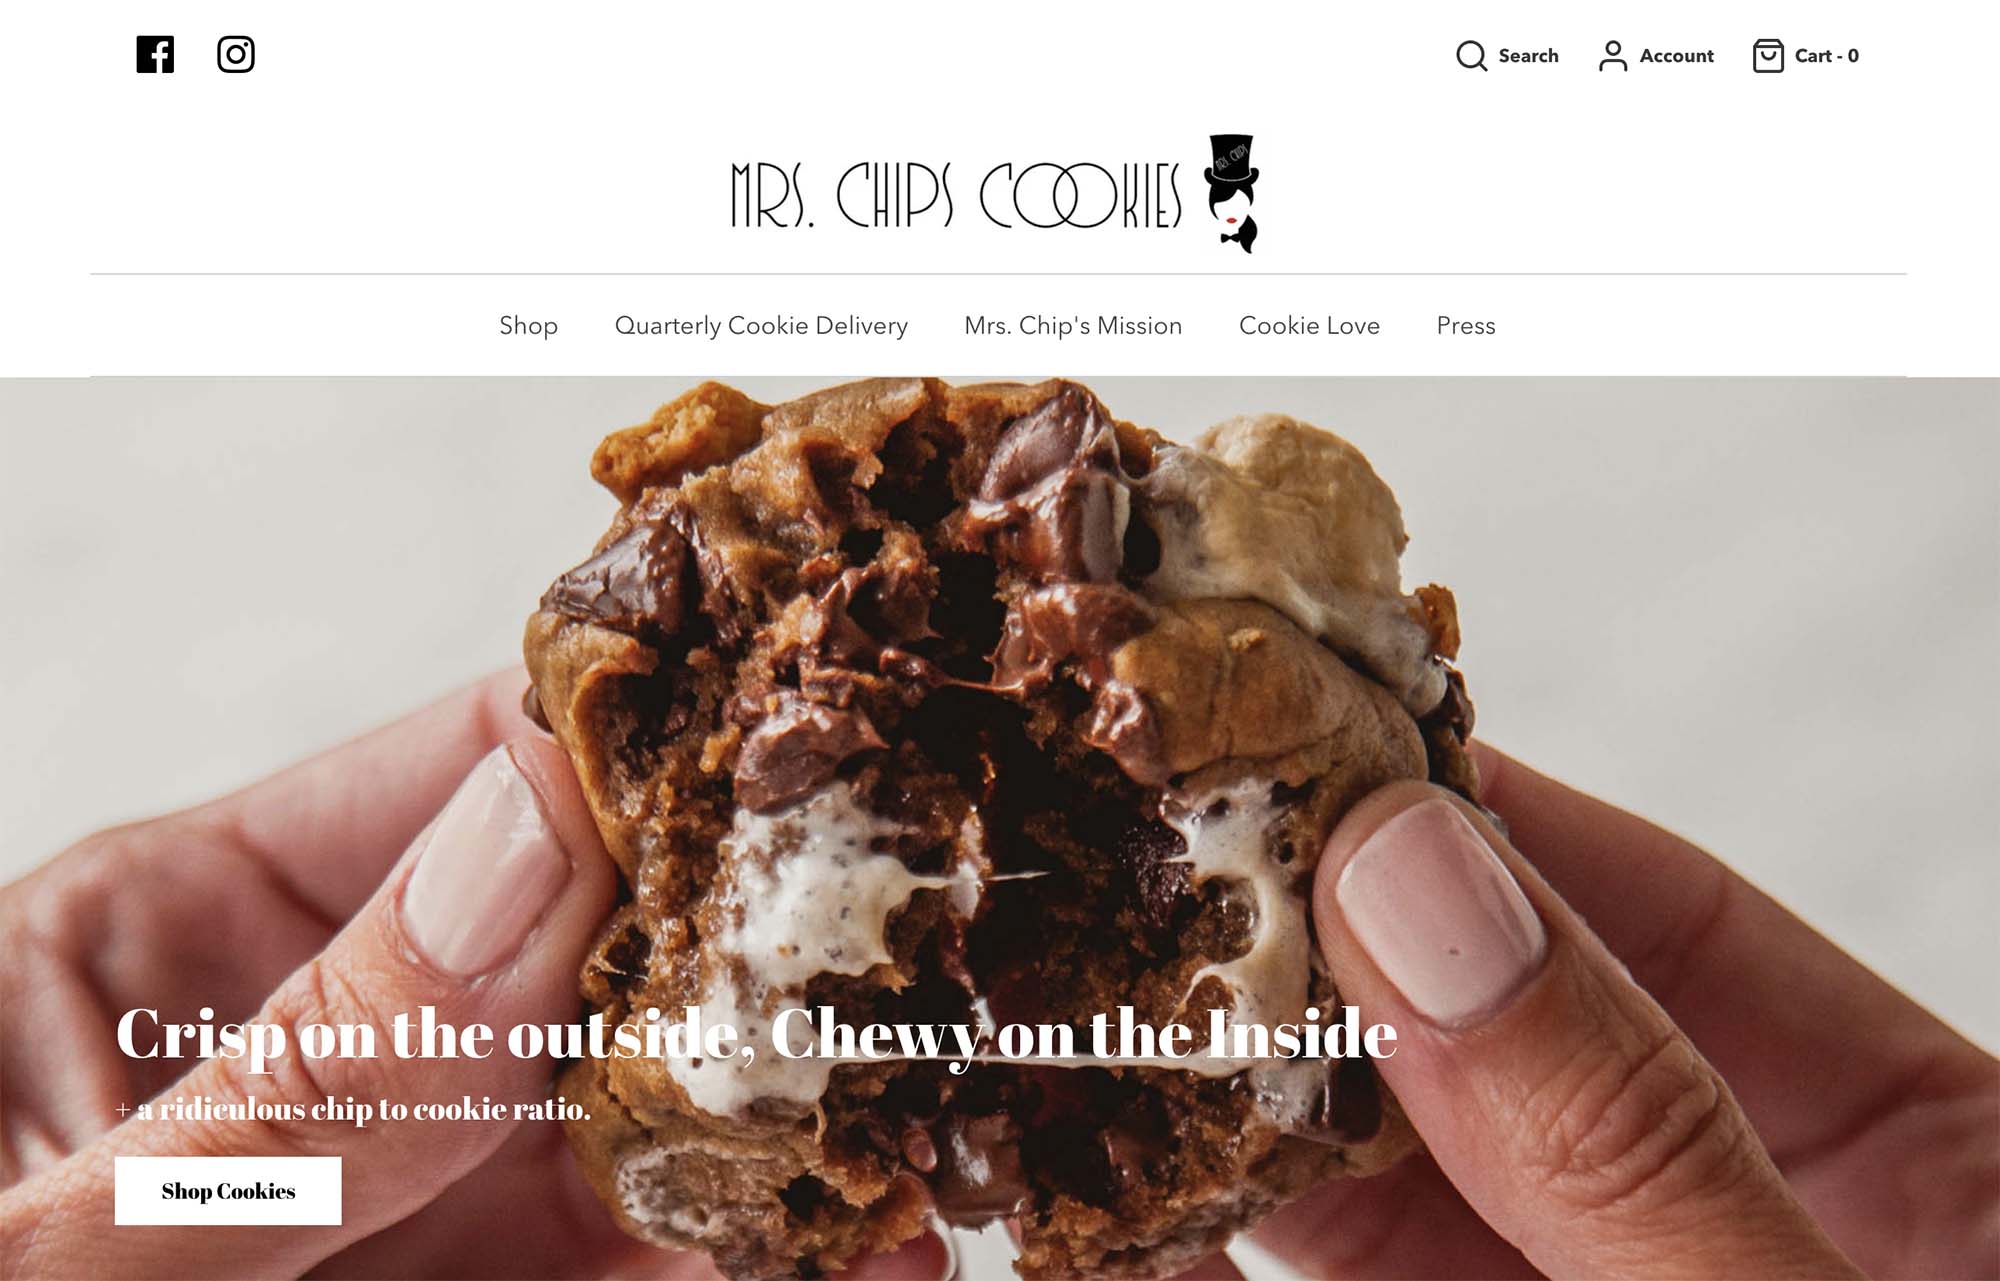 Search Account Cart - 0
MRS. CHIPS COOKIES
MRS. CHIPS
Shop Quarterly Cookie Delivery Mrs. Chip's Mission Cookie Love Press
Crisp on the outside, Chewy on the Inside
+ a ridiculous chip to cookie ratio.
Shop Cookies